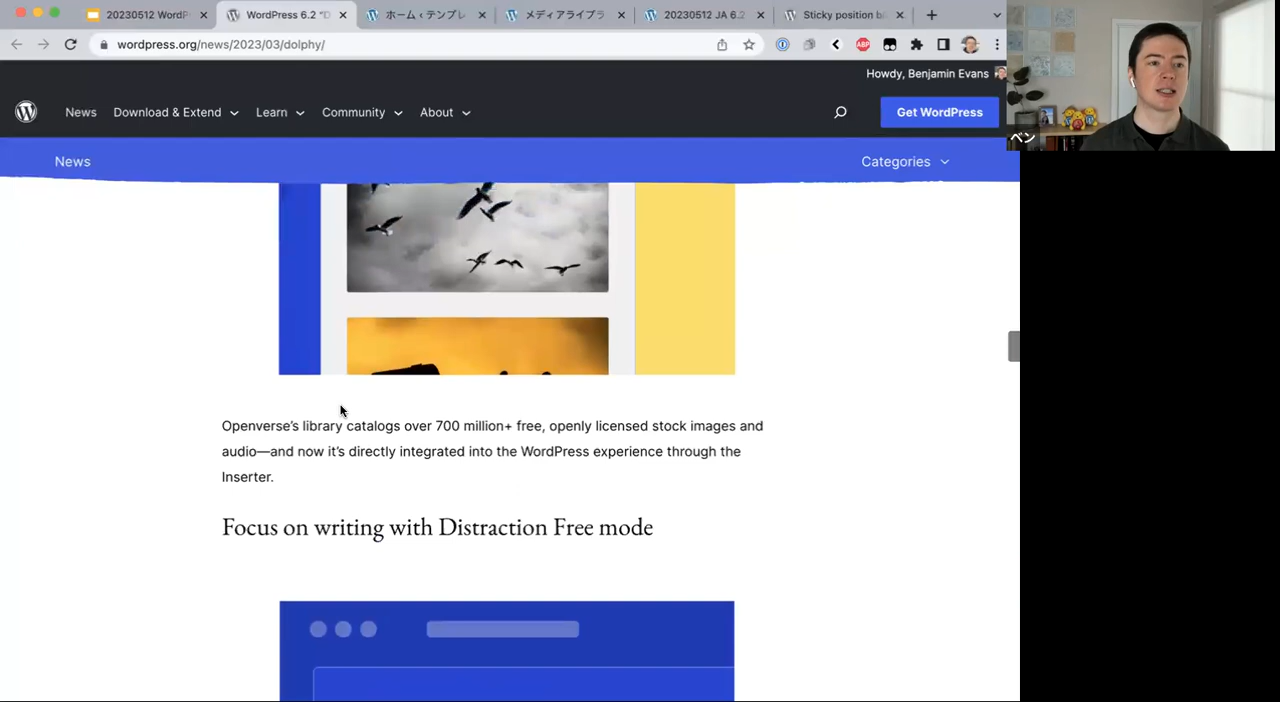 20230512 WordP
WordPress 6.2 "D
ホーム ‹ テンプレ
メディアライブラ
20230512 JA 6.2
Sticky position b
wordpress.org/news/2023/03/dolphy/
ABP
Howdy, Benjamin Evans
News
Download & Extend
Learn
Community
About
Get WordPress
ベン
News
Categories
Openverse’s library catalogs over 700 million+ free, openly licensed stock images and
audio—and now it’s directly integrated into the WordPress experience through the
Inserter.
Focus on writing with Distraction Free mode